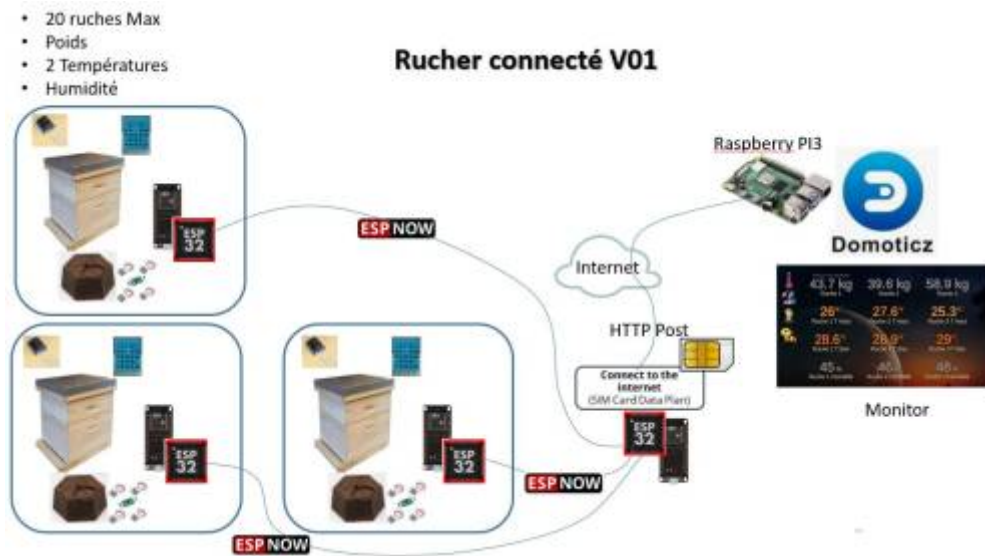 • 20 ruches Max
• Poids
• 2 Températures
• Humidité
Rucher connecté V01
Raspberry PI3
Domoticz
ESP 32
ESP NOW
Internet
HTTP Post
Connect to the internet
(SIM Card Data Plan)
ESP 32
43.7 kg 39.6 kg 58.9 kg
26° 27.6° 25.3°
28.6° 28.9° 29°
45
Monitor
ESP 32
ESP 32
ESP NOW
ESP NOW